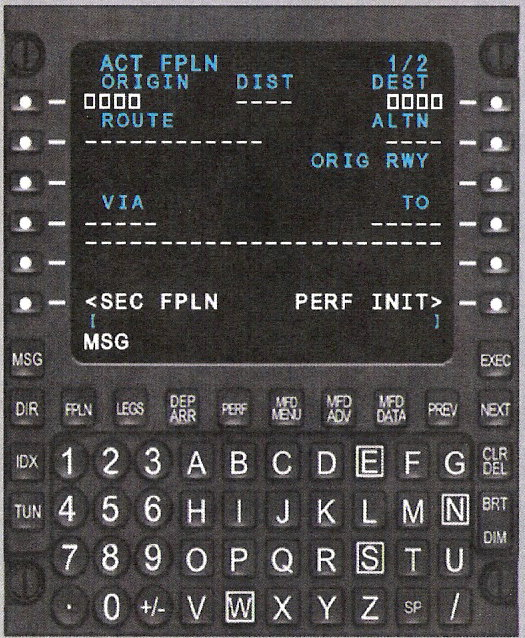 ACT FPLN 1/2
ORIGIN DIST DEST
□□□□ ---- □□□□
ROUTE ALTN
------------- ----
ORIG RWY
VIA TO
----- -----
------------------------
<SEC FPLN PERF INIT>
[ ]
MSG
MSG EXEC
DIR FPLN LEGS DEP ARR PERF MFD MENU MFD ADV MFD DATA PREV NEXT
IDX 1 2 3 A B C D E F G CLR DEL
TUN 4 5 6 H I J K L M N BRT
DIM
7 8 9 O P Q R S T U
. 0 +/- V W X Y Z SP /